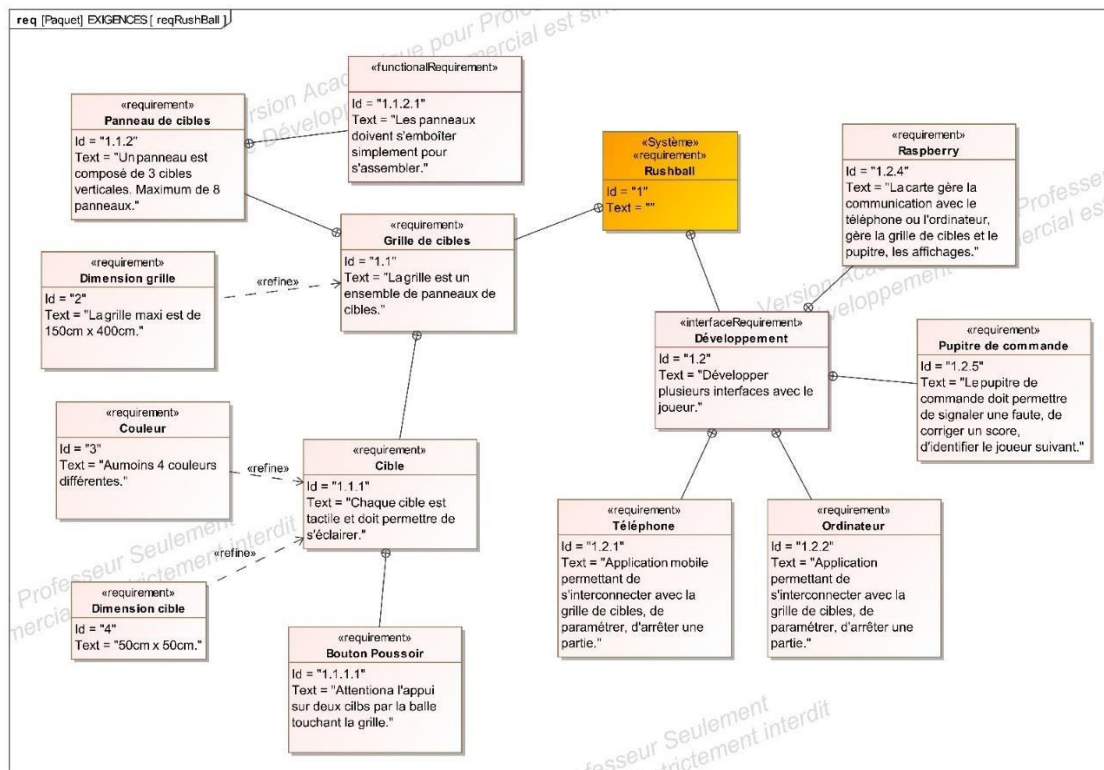 req [Paquet] EXIGENCES [ reqRushBall ]
«functionalRequirement»
Id = "1.1.2.1"
Text = "Les panneaux
doivent s'emboîter
simplement pour
s'assembler."
«requirement»
Panneau de cibles
Id = "1.1.2"
Text = "Un panneau est
composé de 3 cibles
verticales. Maximum de 8
panneaux."
«Système»
«requirement»
Rushball
Id = "1"
Text = ""
«requirement»
Raspberry
Id = "1.2.4"
Text = "La carte gère la
communication avec le
téléphone ou l'ordinateur,
gère la grille de cibles et le
pupitre, les affichages."
«requirement»
Grille de cibles
Id = "1.1"
Text = "La grille est un
ensemble de panneaux de
cibles."
«requirement»
Dimension grille
Id = "2"
Text = "La grille maxi est de
150cm x 400cm."
«refine»
«interfaceRequirement»
Développement
Id = "1.2"
Text = "Développer
plusieurs interfaces avec le
joueur."
«requirement»
Pupitre de commande
Id = "1.2.5"
Text = "Le pupitre de
commande doit permettre
de signaler une faute, de
corriger un score,
d'identifier le joueur suivant."
«requirement»
Couleur
Id = "3"
Text = "Aumoins 4 couleurs
différentes."
«refine»
«requirement»
Cible
Id = "1.1.1"
Text = "Chaque cible est
tactile et doit permettre de
s'éclairer."
«refine»
«requirement»
Dimension cible
Id = "4"
Text = "50cm x 50cm."
«requirement»
Téléphone
Id = "1.2.1"
Text = "Application mobile
permettant de
s'interconnecter avec la
grille de cibles, de
paramétrer, d'arrêter une
partie."
«requirement»
Ordinateur
Id = "1.2.2"
Text = "Application
permettant de
s'interconnecter avec la
grille de cibles, de
paramétrer, d'arrêter une
partie."
«requirement»
Bouton Poussoir
Id = "1.1.1.1"
Text = "Attentiona l'appui
sur deux cilbs par la balle
touchant la grille."
Professeur Seulement
strictement interdit
Professeur Seulement
strictement interdit